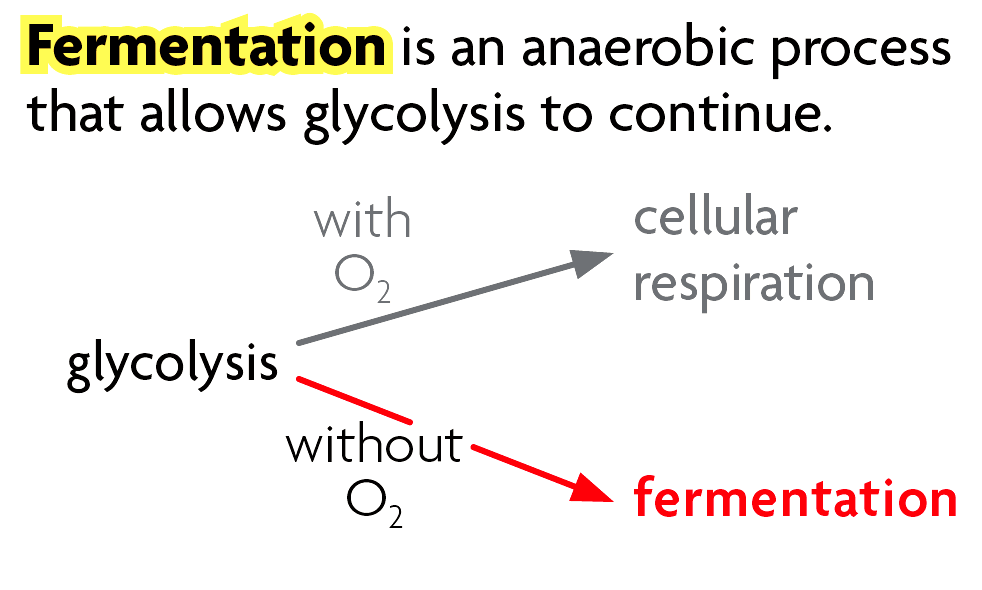 Fermentation is an anaerobic process
that allows glycolysis to continue.
with
O₂
cellular
respiration
glycolysis
without
O₂
fermentation